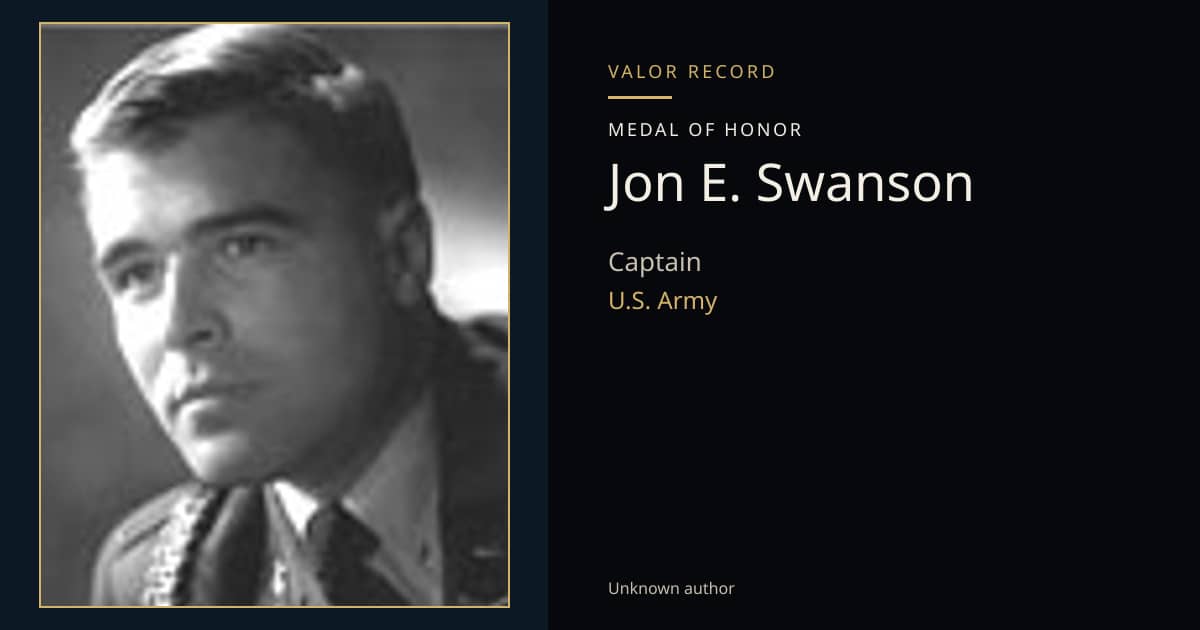 VALOR RECORD
MEDAL OF HONOR
Jon E. Swanson
Captain
U.S. Army
Unknown author